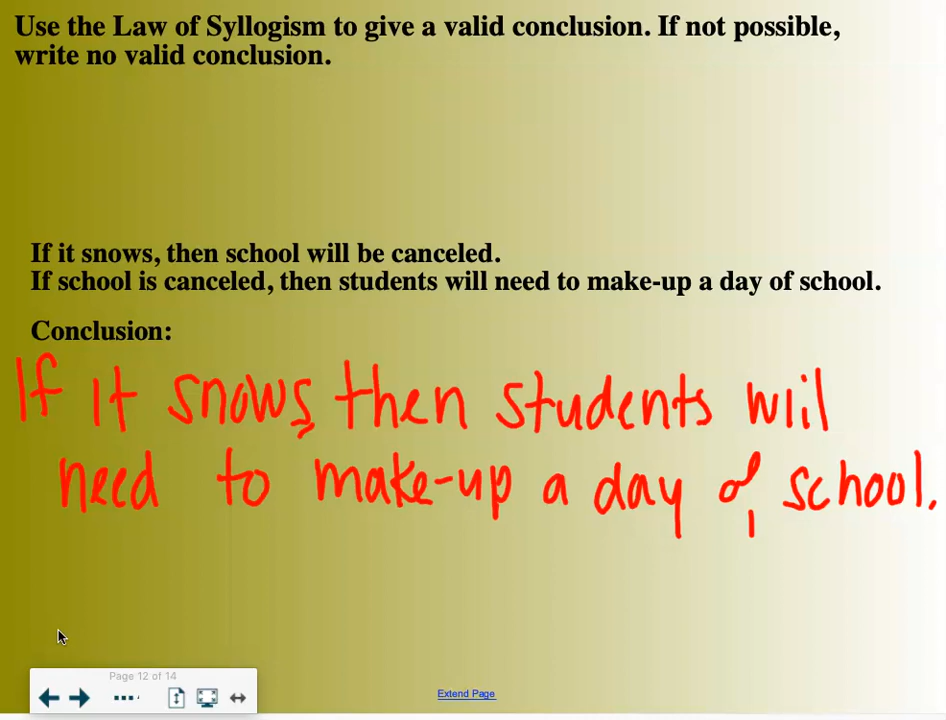 Use the Law of Syllogism to give a valid conclusion. If not possible,
write no valid conclusion.
If it snows, then school will be canceled.
If school is canceled, then students will need to make-up a day of school.
Conclusion:
If it snows, then students will
need to make-up a day of school.
Page 12 of 14
Extend Page